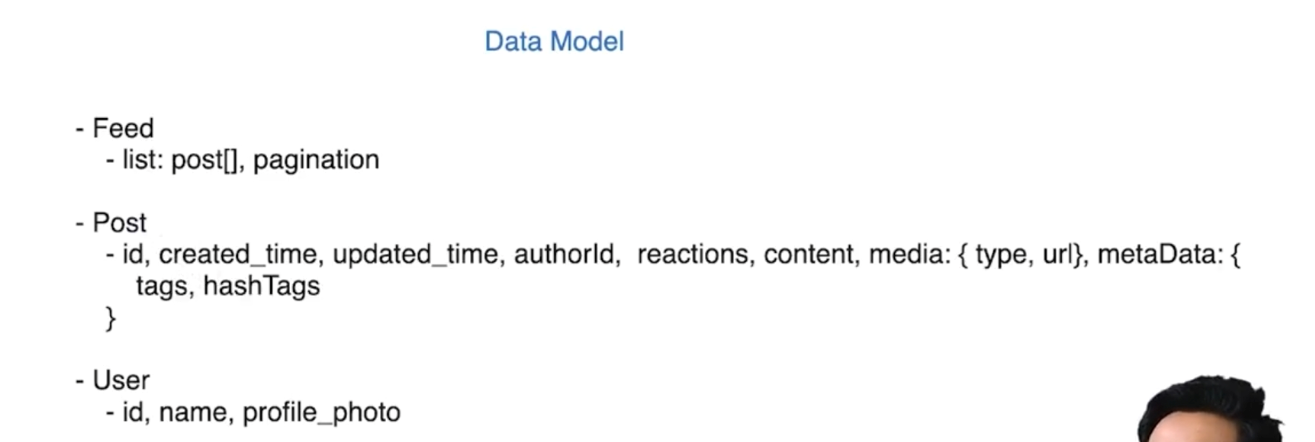 Data Model
- Feed
- list: post[], pagination
- Post
- id, created_time, updated_time, authorId,  reactions, content, media: { type, url}, metaData: {
tags, hashTags
}
- User
- id, name, profile_photo